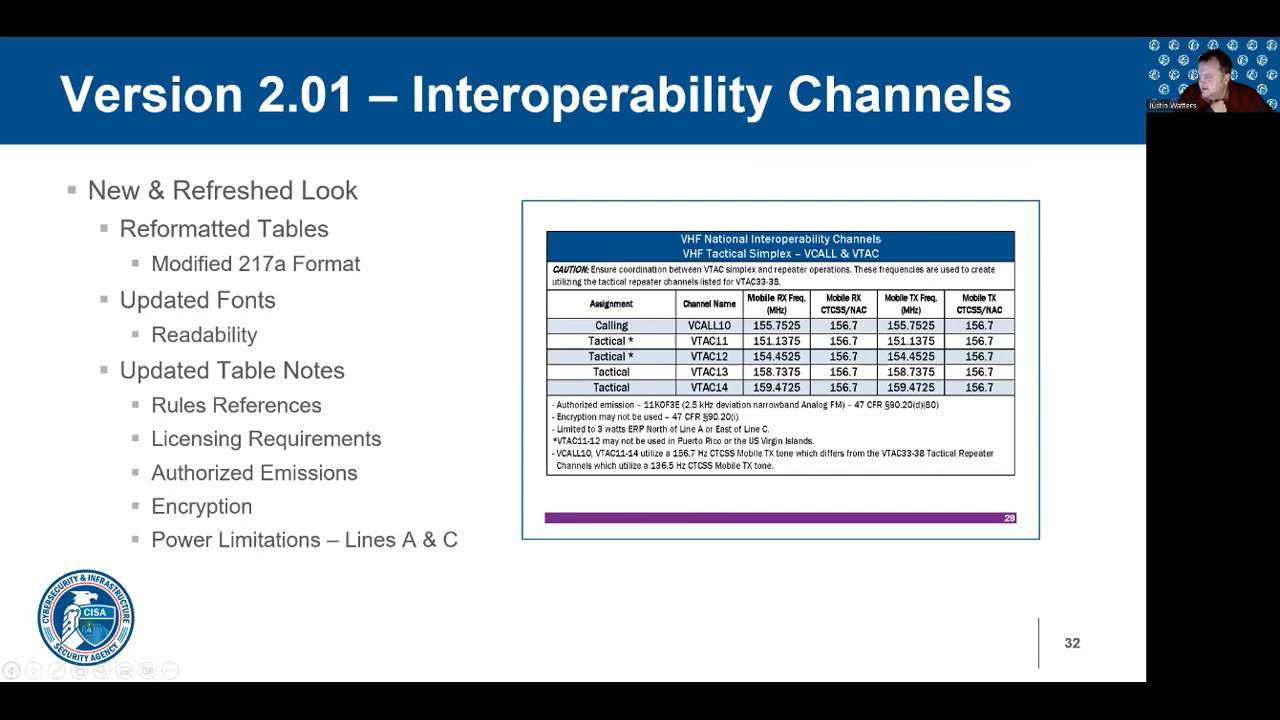 Version 2.01 – Interoperability Channels
Justin Watters
New & Refreshed Look
Reformatted Tables
Modified 217a Format
Updated Fonts
Readability
Updated Table Notes
Rules References
Licensing Requirements
Authorized Emissions
Encryption
Power Limitations – Lines A & C
VHF National Interoperability Channels
VHF Tactical Simplex – VCALL & VTAC
CAUTION: Ensure coordination between VTAC simplex and repeater operations. These frequencies are used to create
utilizing the tactical repeater channels listed for VTAC33-38.
Assignment Channel Name Mobile RX Freq. (MHz) Mobile RX CTCSS/NAC Mobile TX Freq. (MHz) Mobile TX CTCSS/NAC
Calling VCALL10 155.7525 156.7 155.7525 156.7
Tactical * VTAC11 151.1375 156.7 151.1375 156.7
Tactical * VTAC12 154.4525 156.7 154.4525 156.7
Tactical VTAC13 158.7375 156.7 158.7375 156.7
Tactical VTAC14 159.4725 156.7 159.4725 156.7
- Authorized emission – 11K0F3E (2.5 kHz deviation narrowband Analog FM) – 47 CFR §90.20(d)(80)
- Encryption may not be used – 47 CFR §90.20(i)
- Limited to 3 watts ERP North of Line A or East of Line C.
*VTAC11-12 may not be used in Puerto Rico or the US Virgin Islands.
- VCALL10, VTAC11-14 utilize a 156.7 Hz CTCSS Mobile TX tone which differs from the VTAC33-38 Tactical Repeater
Channels which utilize a 136.5 Hz CTCSS Mobile TX tone.
29
CYBERSECURITY & INFRASTRUCTURE
CISA
SECURITY AGENCY
32